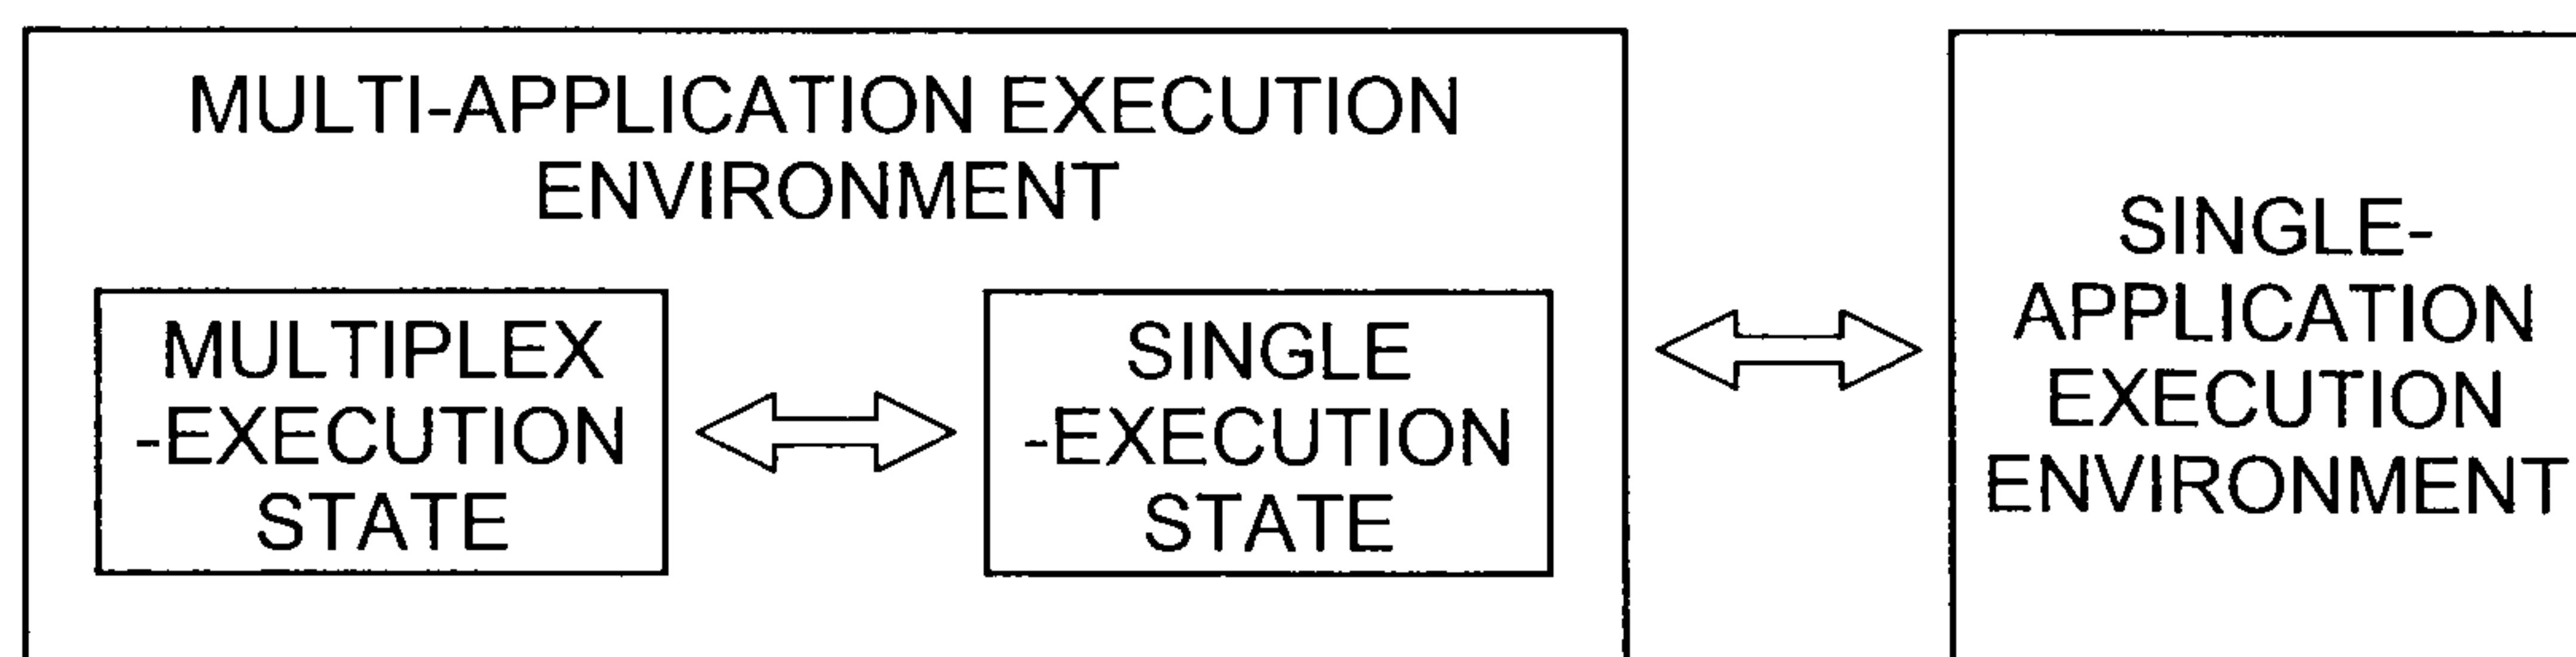 MULTI-APPLICATION EXECUTION
ENVIRONMENT
MULTIPLEX
-EXECUTION
STATE
SINGLE
-EXECUTION
STATE
SINGLE-
APPLICATION
EXECUTION
ENVIRONMENT